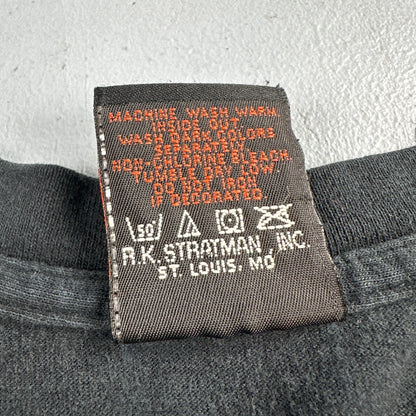 MACHINE WASH WARM
INSIDE OUT
WASH DARK COLORS
SEPARATELY
NON-CHLORINE BLEACH
TUMBLE DRY LOW
DO NOT IRON
IF DECORATED
50
R.K. STRATMAN, INC.
ST. LOUIS, MO